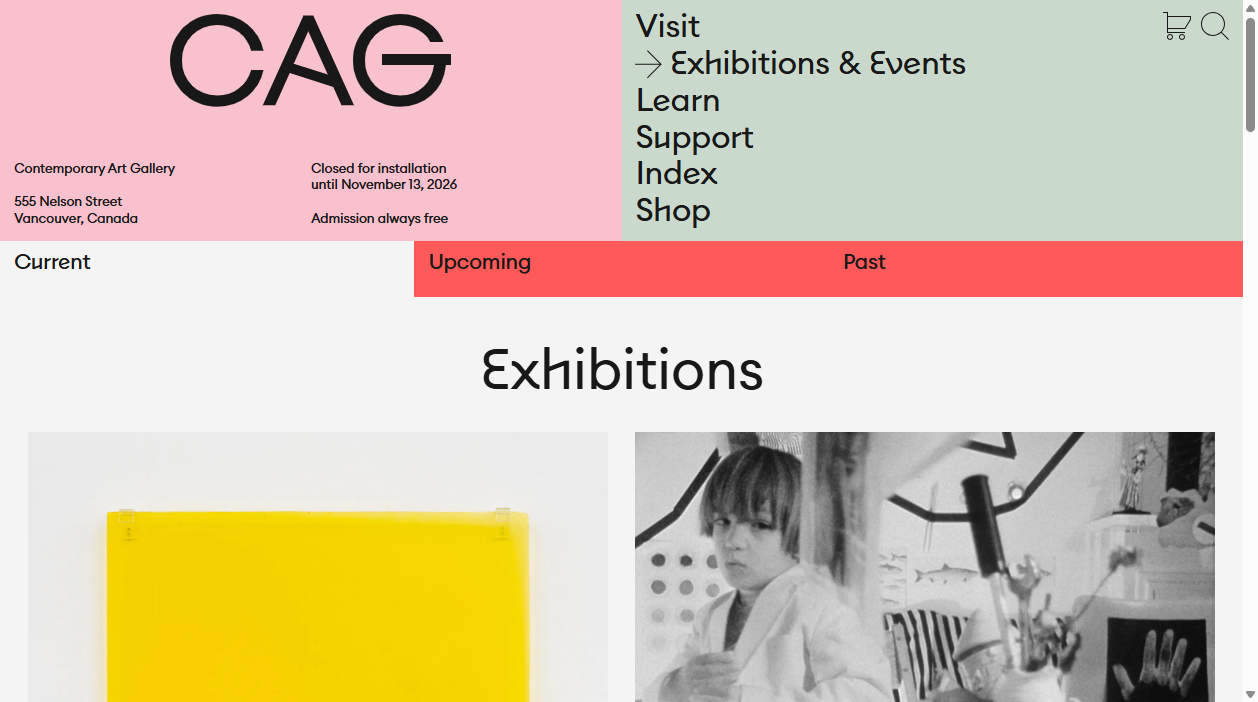 CAG
Contemporary Art Gallery
555 Nelson Street
Vancouver, Canada
Closed for installation
until November 13, 2026
Admission always free
Visit
→ Exhibitions & Events
Learn
Support
Index
Shop
Current
Upcoming
Past
Exhibitions